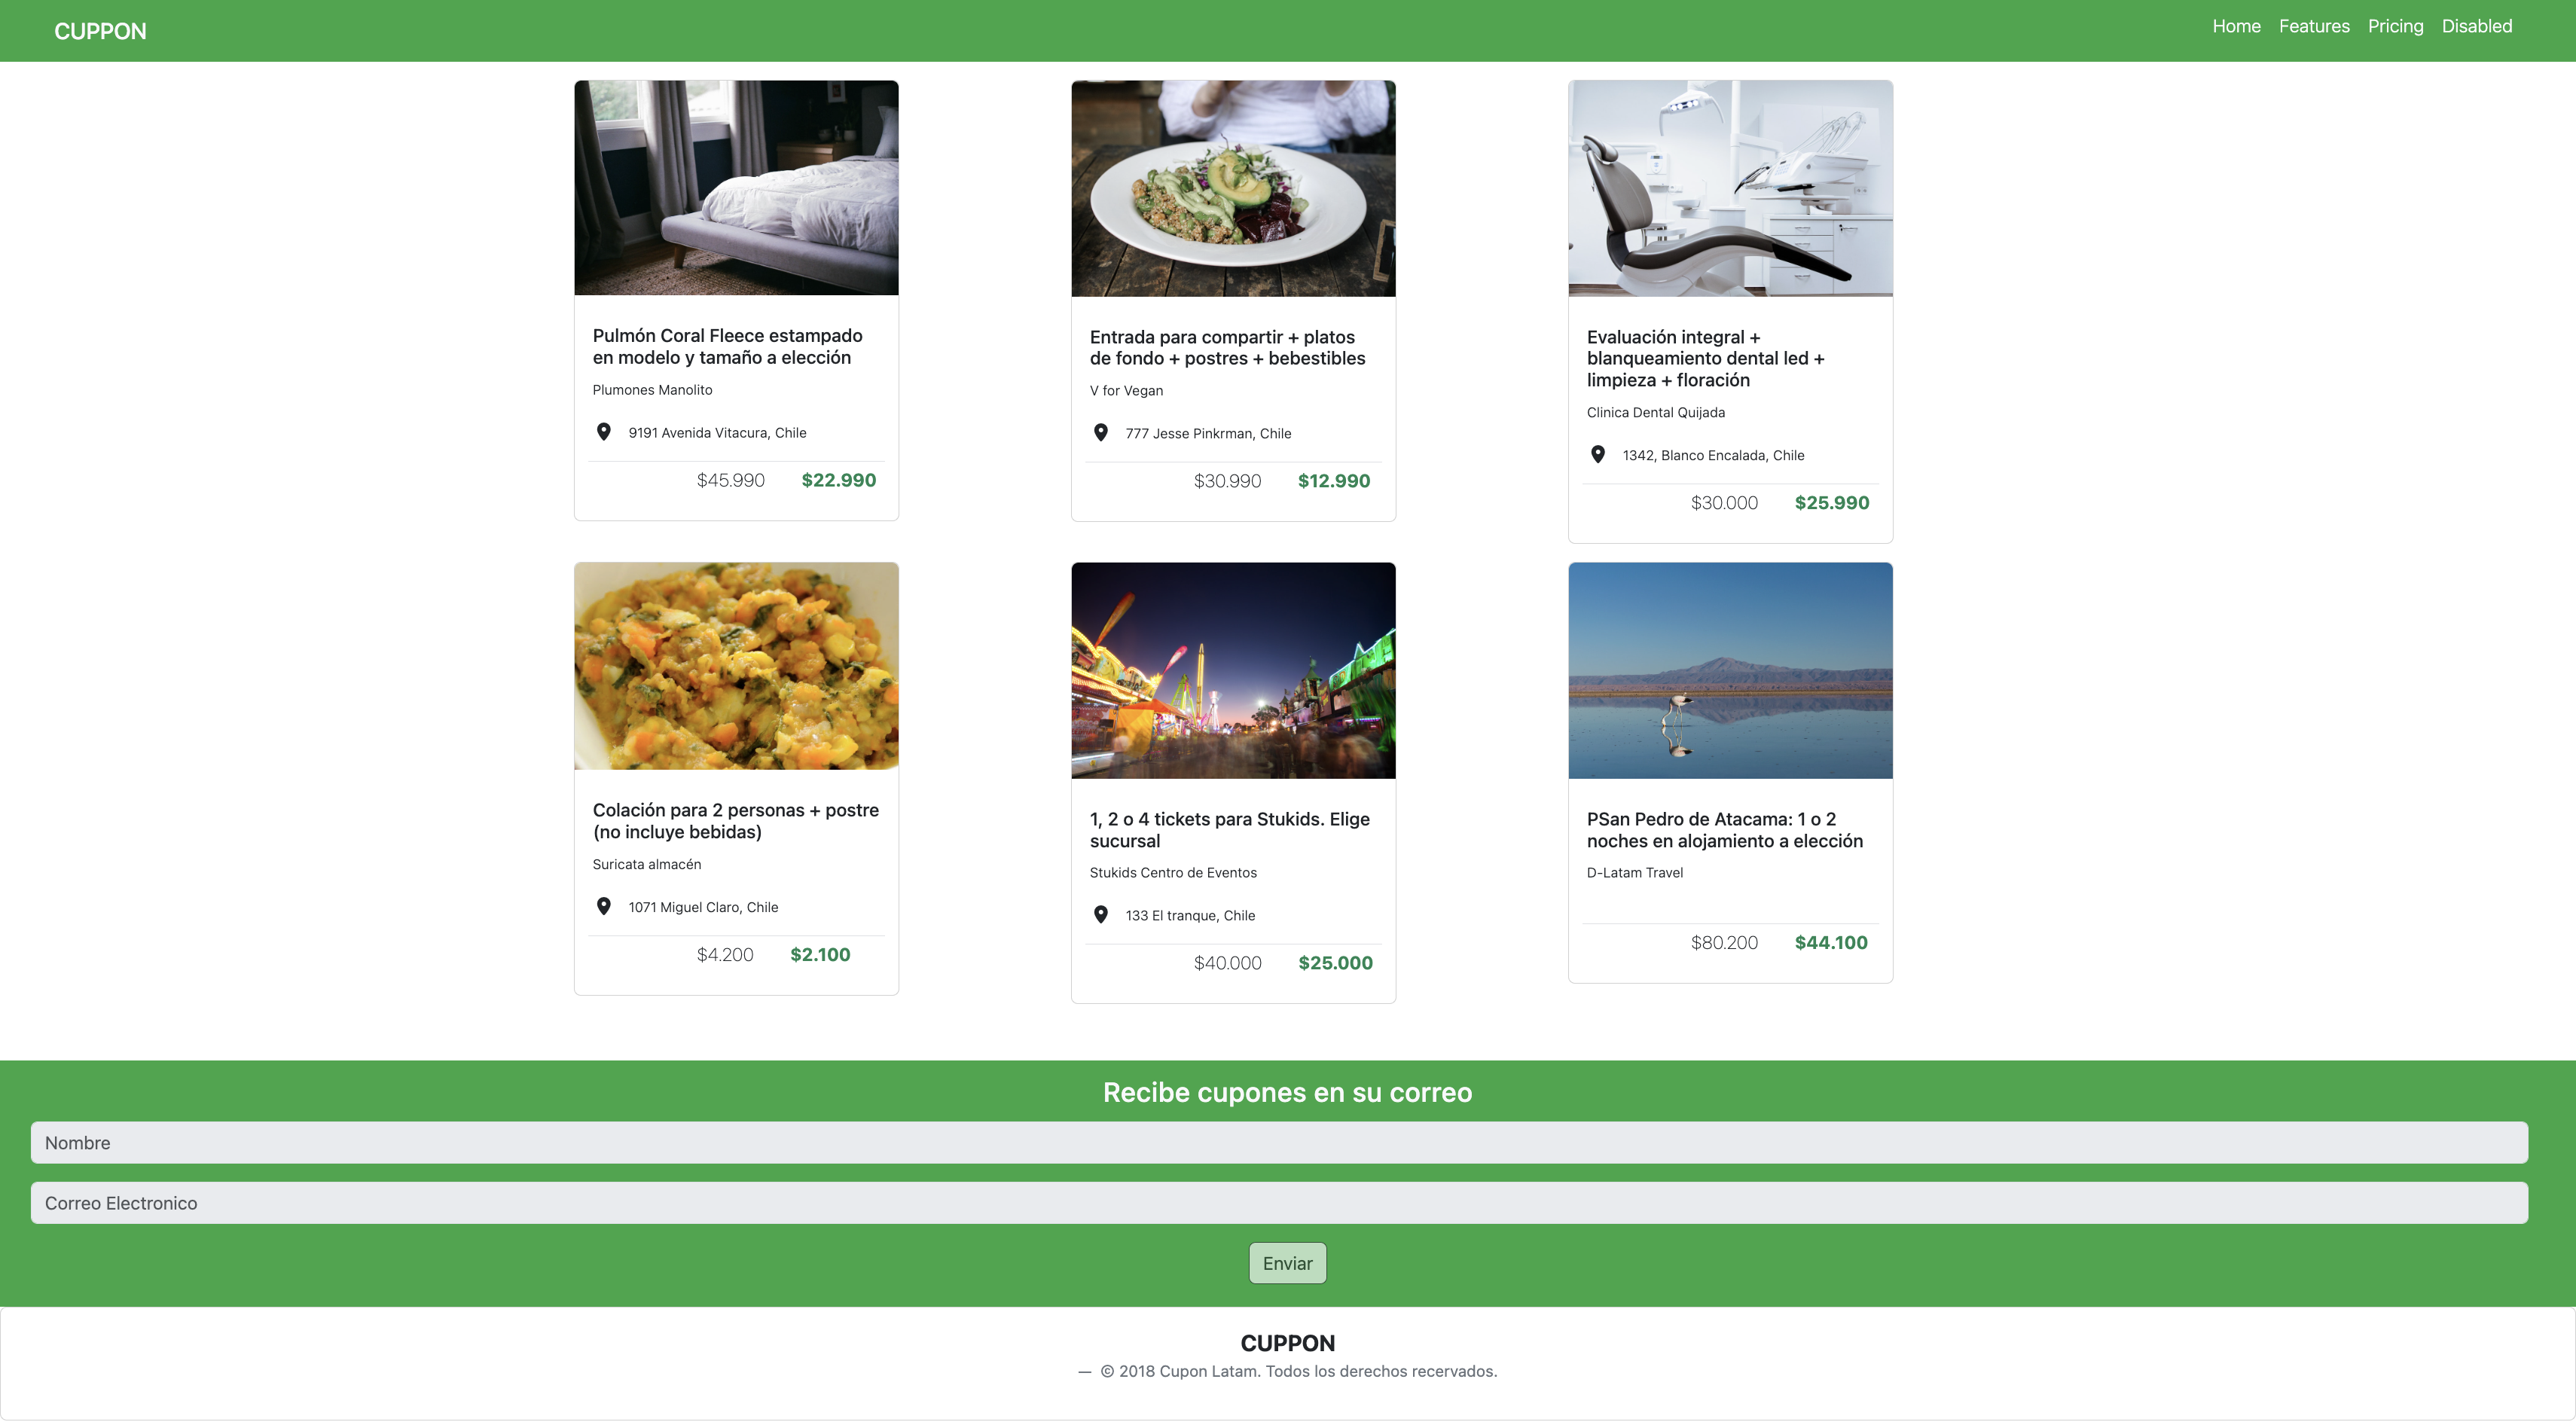 CUPPON
Home Features Pricing Disabled
Pulmón Coral Fleece estampado
en modelo y tamaño a elección
Plumones Manolito
9191 Avenida Vitacura, Chile
$45.990 $22.990
Entrada para compartir + platos
de fondo + postres + bebestibles
V for Vegan
777 Jesse Pinkrman, Chile
$30.990 $12.990
Evaluación integral +
blanqueamiento dental led +
limpieza + floración
Clinica Dental Quijada
1342, Blanco Encalada, Chile
$30.000 $25.990
Colación para 2 personas + postre
(no incluye bebidas)
Suricata almacén
1071 Miguel Claro, Chile
$4.200 $2.100
1, 2 o 4 tickets para Stukids. Elige
sucursal
Stukids Centro de Eventos
133 El tranque, Chile
$40.000 $25.000
PSan Pedro de Atacama: 1 o 2
noches en alojamiento a elección
D-Latam Travel
$80.200 $44.100
Recibe cupones en su correo
Nombre
Correo Electronico
Enviar
CUPPON
— © 2018 Cupon Latam. Todos los derechos recervados.